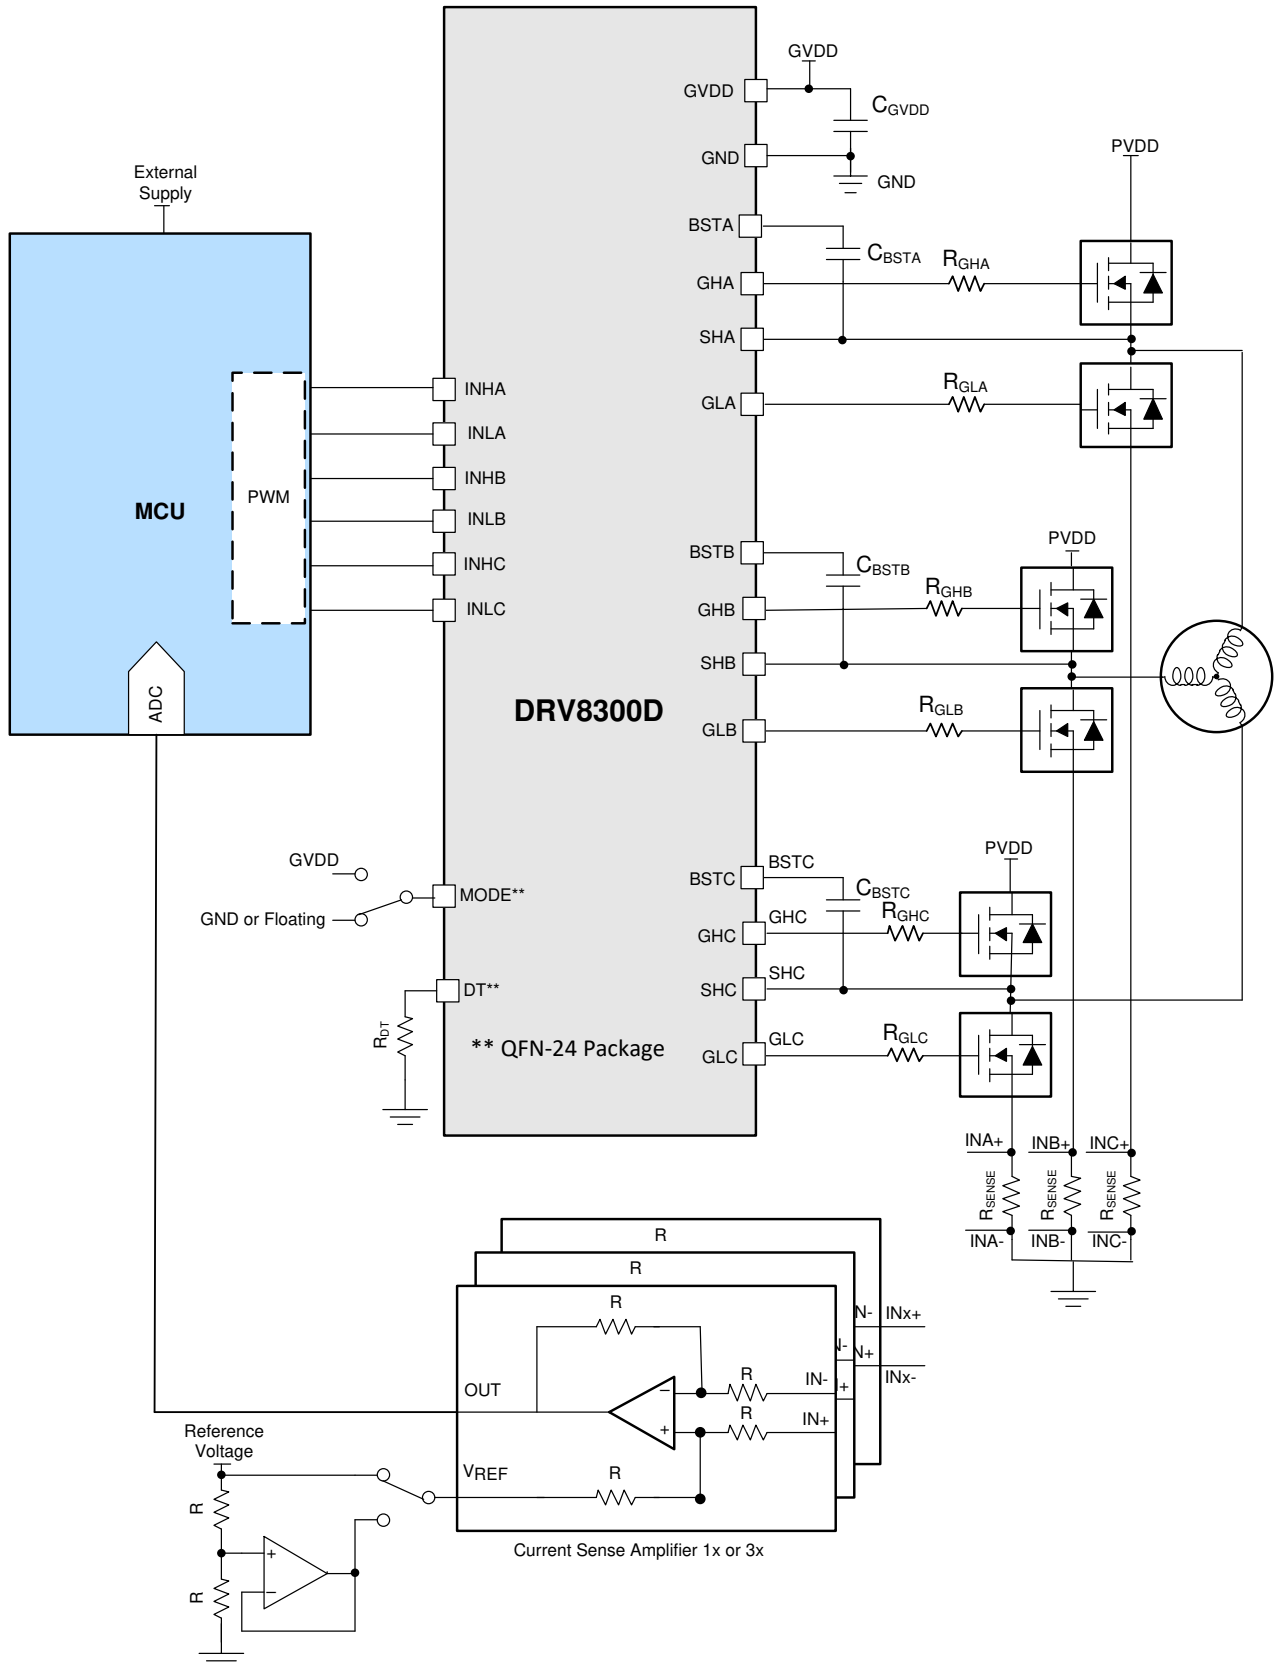 GVDD
GVDD
CGVDD
GND
GND
PVDD
External
Supply
BSTA
CBSTA
RGHA
GHA
SHA
RGLA
GLA
INHA
INLA
INHB
INLB
INHC
INLC
MCU
PWM
ADC
PVDD
BSTB
CBSTB
RGHB
GHB
SHB
DRV8300D
RGLB
GLB
PVDD
BSTC
BSTC
CBSTC
GVDD
MODE**
GND or Floating
GHC
RGHC
GHC
SHC
SHC
DT**
RDT
** QFN-24 Package
GLC
RGLC
GLC
INA+
INB+
INC+
RSENSE
RSENSE
RSENSE
INA-
INB-
INC-
R
R
R
N-
INx+
N-
N+
INx-
OUT
R
IN-
+
R
IN+
−
+
Reference
Voltage
VREF
R
R
+
−
R
Current Sense Amplifier 1x or 3x